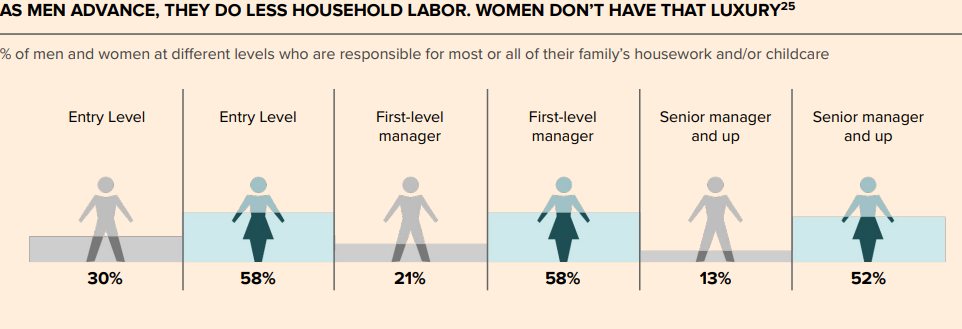 AS MEN ADVANCE, THEY DO LESS HOUSEHOLD LABOR. WOMEN DON’T HAVE THAT LUXURY25
% of men and women at different levels who are responsible for most or all of their family’s housework and/or childcare
Entry Level
Entry Level
First-level
manager
First-level
manager
Senior manager
and up
Senior manager
and up
30%
58%
21%
58%
13%
52%